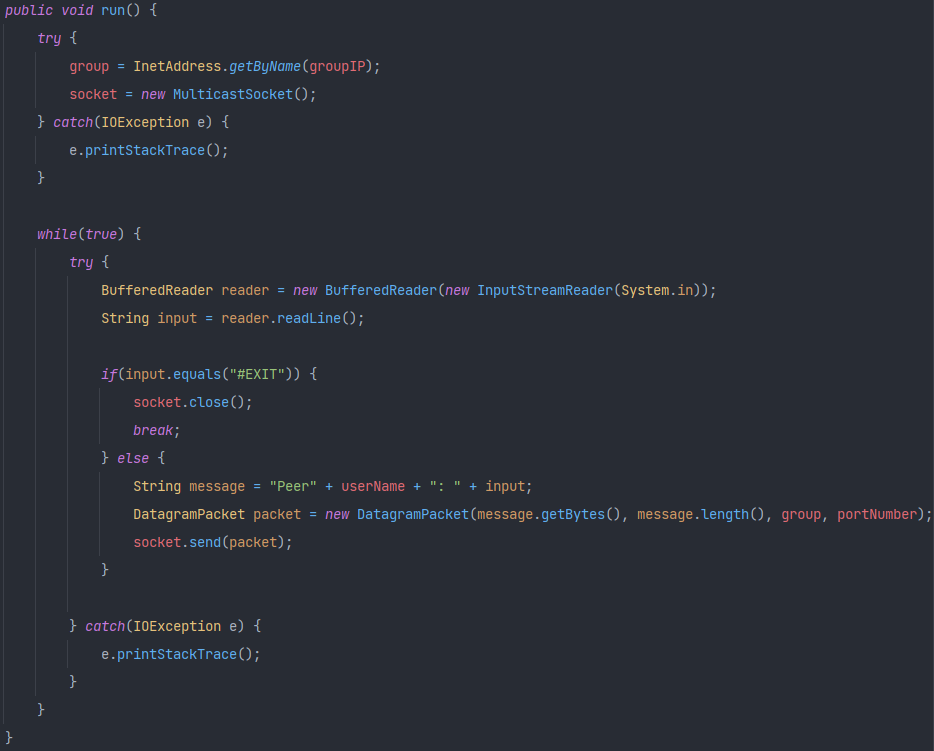 public void run() {
    try {
        group = InetAddress.getByName(groupIP);
        socket = new MulticastSocket();
    } catch(IOException e) {
        e.printStackTrace();
    }

    while(true) {
        try {
            BufferedReader reader = new BufferedReader(new InputStreamReader(System.in));
            String input = reader.readLine();

            if(input.equals("#EXIT")) {
                socket.close();
                break;
            } else {
                String message = "Peer" + userName + ": " + input;
                DatagramPacket packet = new DatagramPacket(message.getBytes(), message.length(), group, portNumber);
                socket.send(packet);
            }

        } catch(IOException e) {
            e.printStackTrace();
        }
    }
}